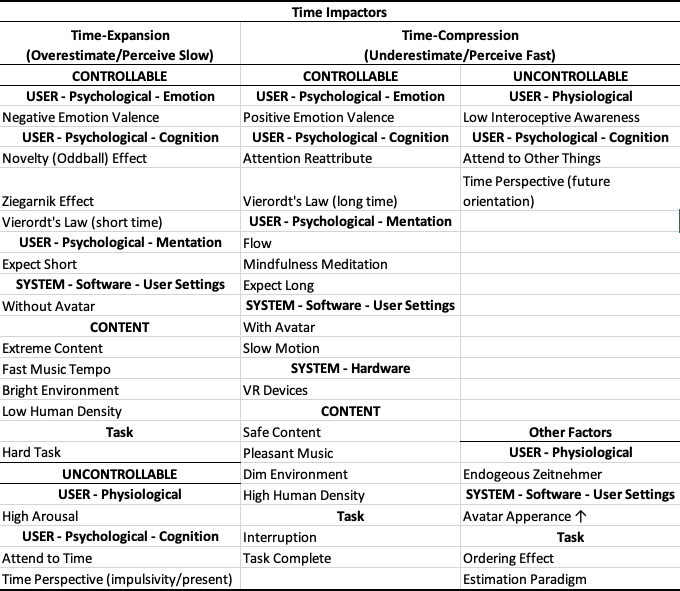 Time Impactors
Time-Expansion
(Overestimate/Perceive Slow)
Time-Compression
(Underestimate/Perceive Fast)
CONTROLLABLE
USER - Psychological - Emotion
Negative Emotion Valence
USER - Psychological - Cognition
Novelty (Oddball) Effect
Ziegarnik Effect
Vierordt's Law (short time)
USER - Psychological - Mentation
Expect Short
SYSTEM - Software - User Settings
Without Avatar
CONTENT
Extreme Content
Fast Music Tempo
Bright Environment
Low Human Density
Task
Hard Task
UNCONTROLLABLE
USER - Physiological
High Arousal
USER - Psychological - Cognition
Attend to Time
Time Perspective (impulsivity/present)
CONTROLLABLE
USER - Psychological - Emotion
Positive Emotion Valence
USER - Psychological - Cognition
Attention Reattribute
Vierordt's Law (long time)
USER - Psychological - Mentation
Flow
Mindfulness Meditation
Expect Long
SYSTEM - Software - User Settings
With Avatar
Slow Motion
SYSTEM - Hardware
VR Devices
CONTENT
Safe Content
Pleasant Music
Dim Environment
High Human Density
Task
Interruption
Task Complete
UNCONTROLLABLE
USER - Physiological
Low Interoceptive Awareness
USER - Psychological - Cognition
Attend to Other Things
Time Perspective (future
orientation)
Other Factors
USER - Physiological
Endogeous Zeitnehmer
SYSTEM - Software - User Settings
Avatar Apperance ↑
Task
Ordering Effect
Estimation Paradigm